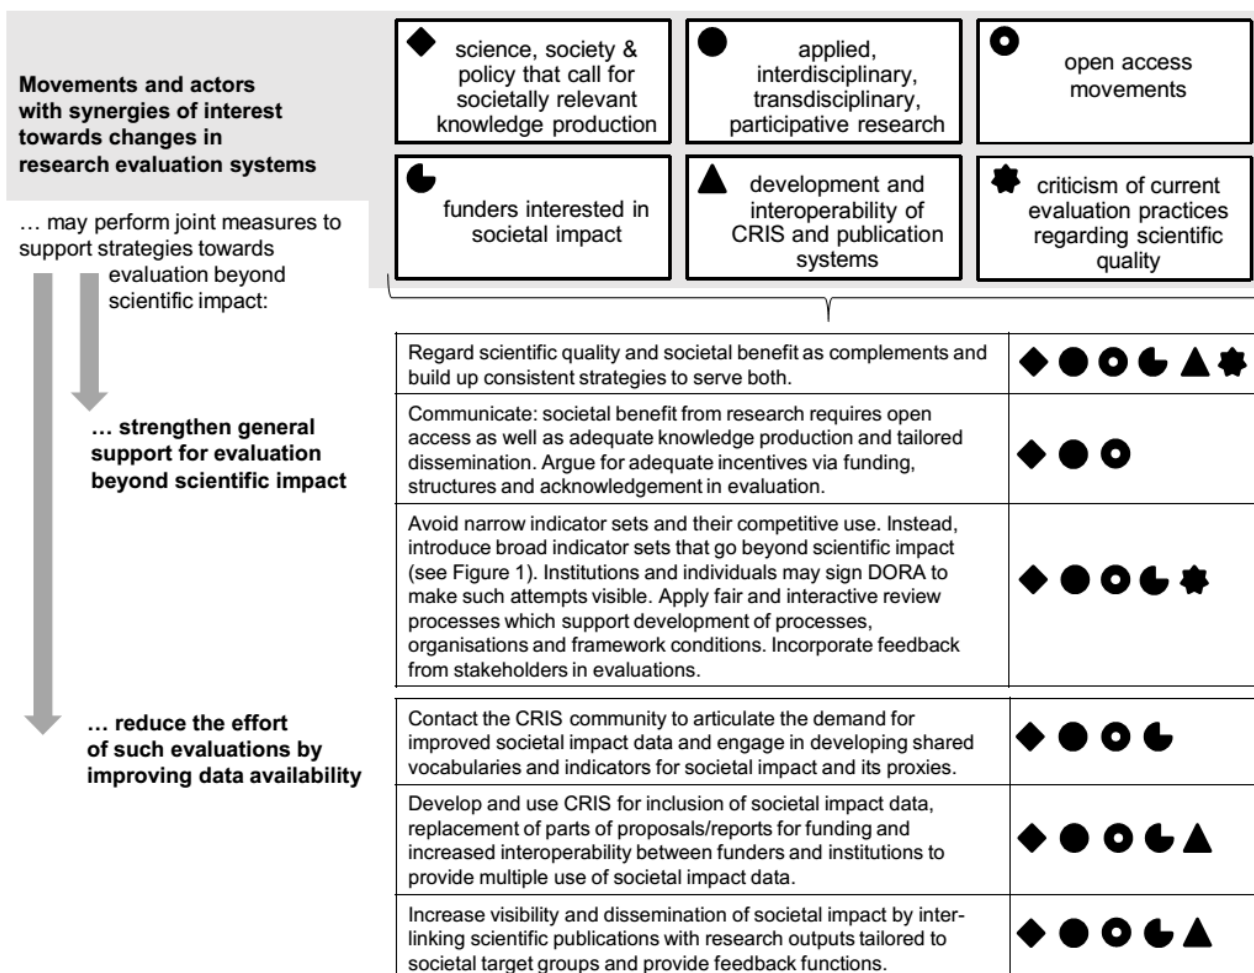 Movements and actors
with synergies of interest
towards changes in
research evaluation systems
science, society &
policy that call for
societally relevant
knowledge production
applied,
interdisciplinary,
transdisciplinary,
participative research
open access
movements
funders interested in
societal impact
development and
interoperability of
CRIS and publication
systems
criticism of current
evaluation practices
regarding scientific
quality
… may perform joint measures to
support strategies towards
evaluation beyond
scientific impact:
… strengthen general
support for evaluation
beyond scientific impact
Regard scientific quality and societal benefit as complements and
build up consistent strategies to serve both.
Communicate: societal benefit from research requires open
access as well as adequate knowledge production and tailored
dissemination. Argue for adequate incentives via funding,
structures and acknowledgement in evaluation.
Avoid narrow indicator sets and their competitive use. Instead,
introduce broad indicator sets that go beyond scientific impact
(see Figure 1). Institutions and individuals may sign DORA to
make such attempts visible. Apply fair and interactive review
processes which support development of processes,
organisations and framework conditions. Incorporate feedback
from stakeholders in evaluations.
… reduce the effort
of such evaluations by
improving data availability
Contact the CRIS community to articulate the demand for
improved societal impact data and engage in developing shared
vocabularies and indicators for societal impact and its proxies.
Develop and use CRIS for inclusion of societal impact data,
replacement of parts of proposals/reports for funding and
increased interoperability between funders and institutions to
provide multiple use of societal impact data.
Increase visibility and dissemination of societal impact by inter-
linking scientific publications with research outputs tailored to
societal target groups and provide feedback functions.